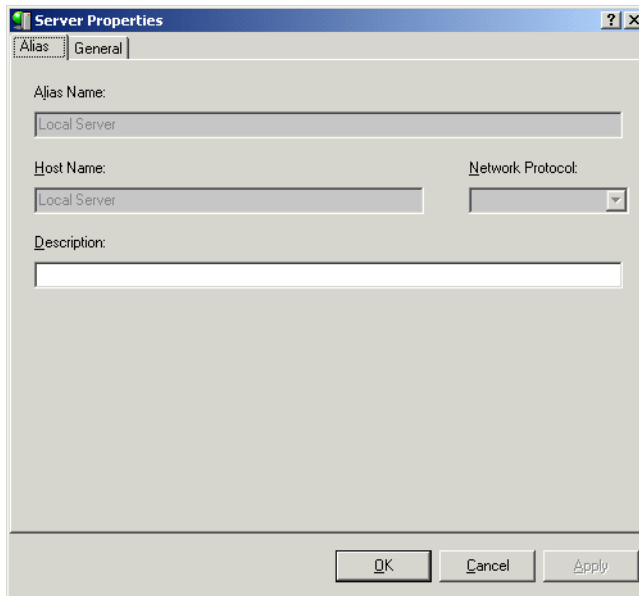 Server Properties
Alias General
Alias Name:
Local Server
Host Name: Network Protocol:
Local Server
Description:
OK Cancel Apply